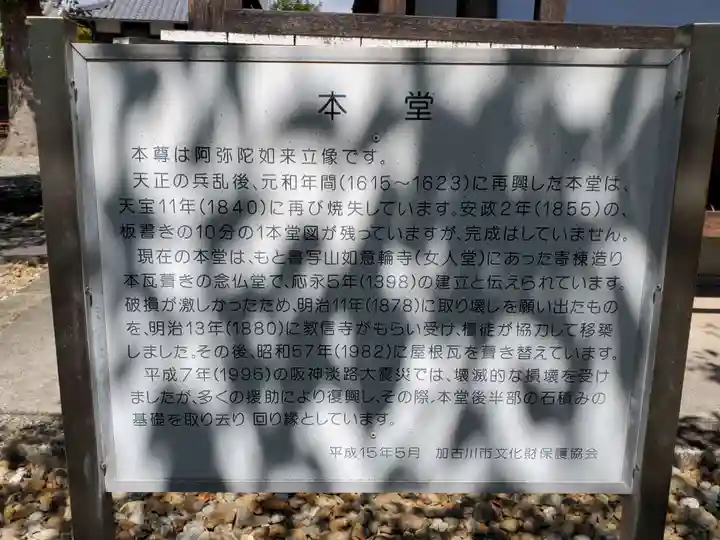 本堂
本尊は阿弥陀如来立像です。
天正の兵乱後、元和年間(1615～1623)に再興した本堂は、
天宝11年(1840)に再び焼失しています。安政2年(1855)の、
板書きの10分の1本堂図が残っていますが、完成はしていません。
現在の本堂は、もと書写山如意輪寺(女人堂)にあった寄棟造り
本瓦葺きの念仏堂で、応永5年(1398)の建立と伝えられています。
破損が激しかったため、明治11年(1878)に取り壊しを願い出たもの
を、明治13年(1880)に教信寺がもらい受け、檀徒が協力して移築
しました。その後、昭和57年(1982)に屋根瓦を葺き替えています。
平成7年(1995)の阪神淡路大震災では、壊滅的な損壊を受け
ましたが、多くの援助により復興し、その際、本堂後半部の石積みの
基礎を取り去り 回り縁としています。
平成15年5月 加古川市文化財保護協会